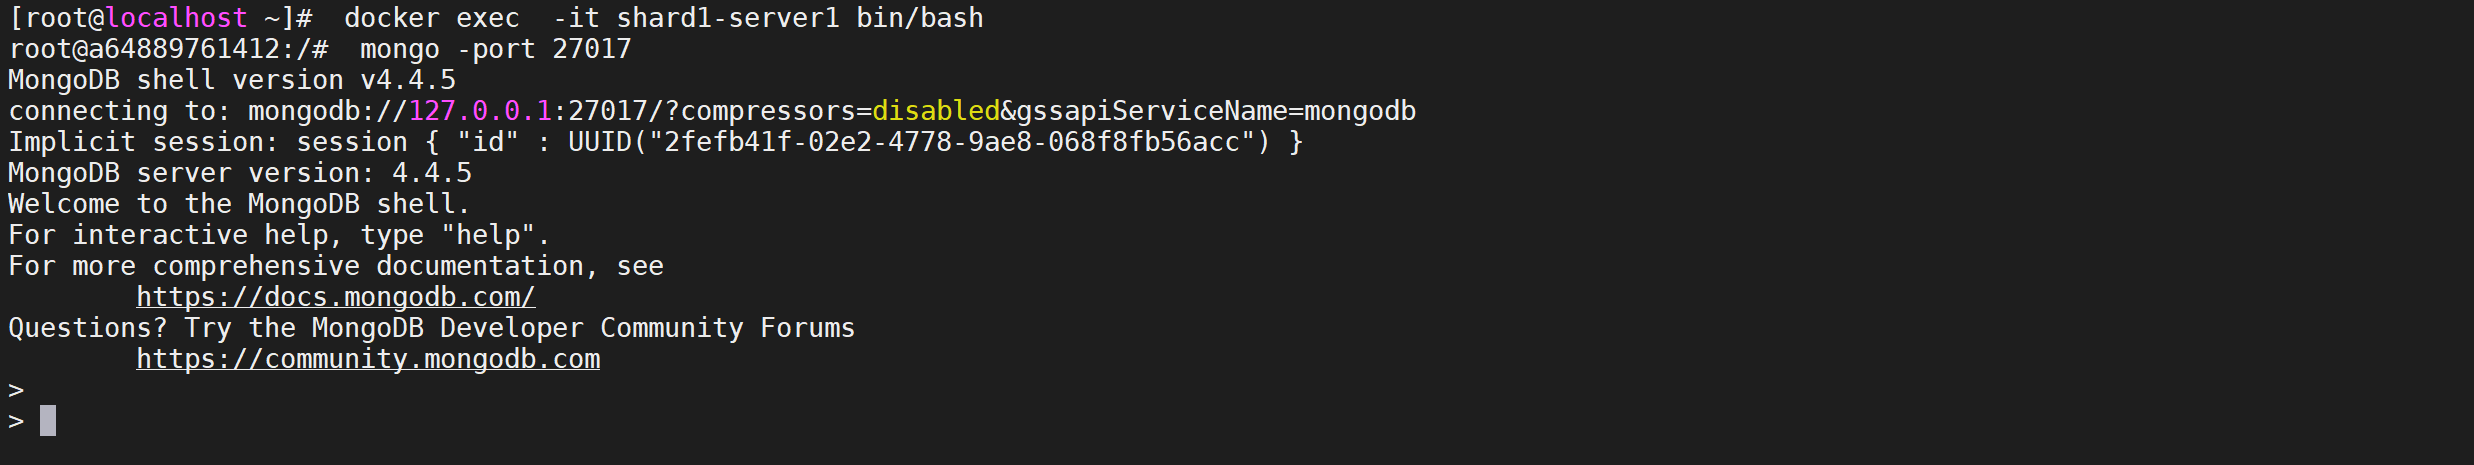 [root@localhost ~]#  docker exec  -it shard1-server1 bin/bash
root@a64889761412:/#  mongo -port 27017
MongoDB shell version v4.4.5
connecting to: mongodb://127.0.0.1:27017/?compressors=disabled&gssapiServiceName=mongodb
Implicit session: session { "id" : UUID("2fefb41f-02e2-4778-9ae8-068f8fb56acc") }
MongoDB server version: 4.4.5
Welcome to the MongoDB shell.
For interactive help, type "help".
For more comprehensive documentation, see
        https://docs.mongodb.com/
Questions? Try the MongoDB Developer Community Forums
        https://community.mongodb.com
>
>